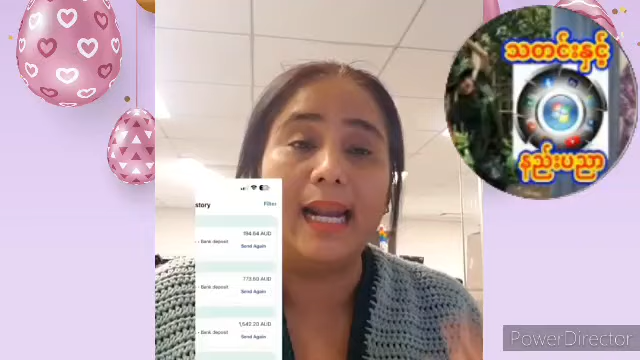 သတင်းနှင့်
နည်းပညာ
story
Filter
194.64 AUD
- Bank deposit
Send Again
773.60 AUD
- Bank deposit
Send Again
1,542.20 AUD
- Bank deposit
Send Again
PowerDirector